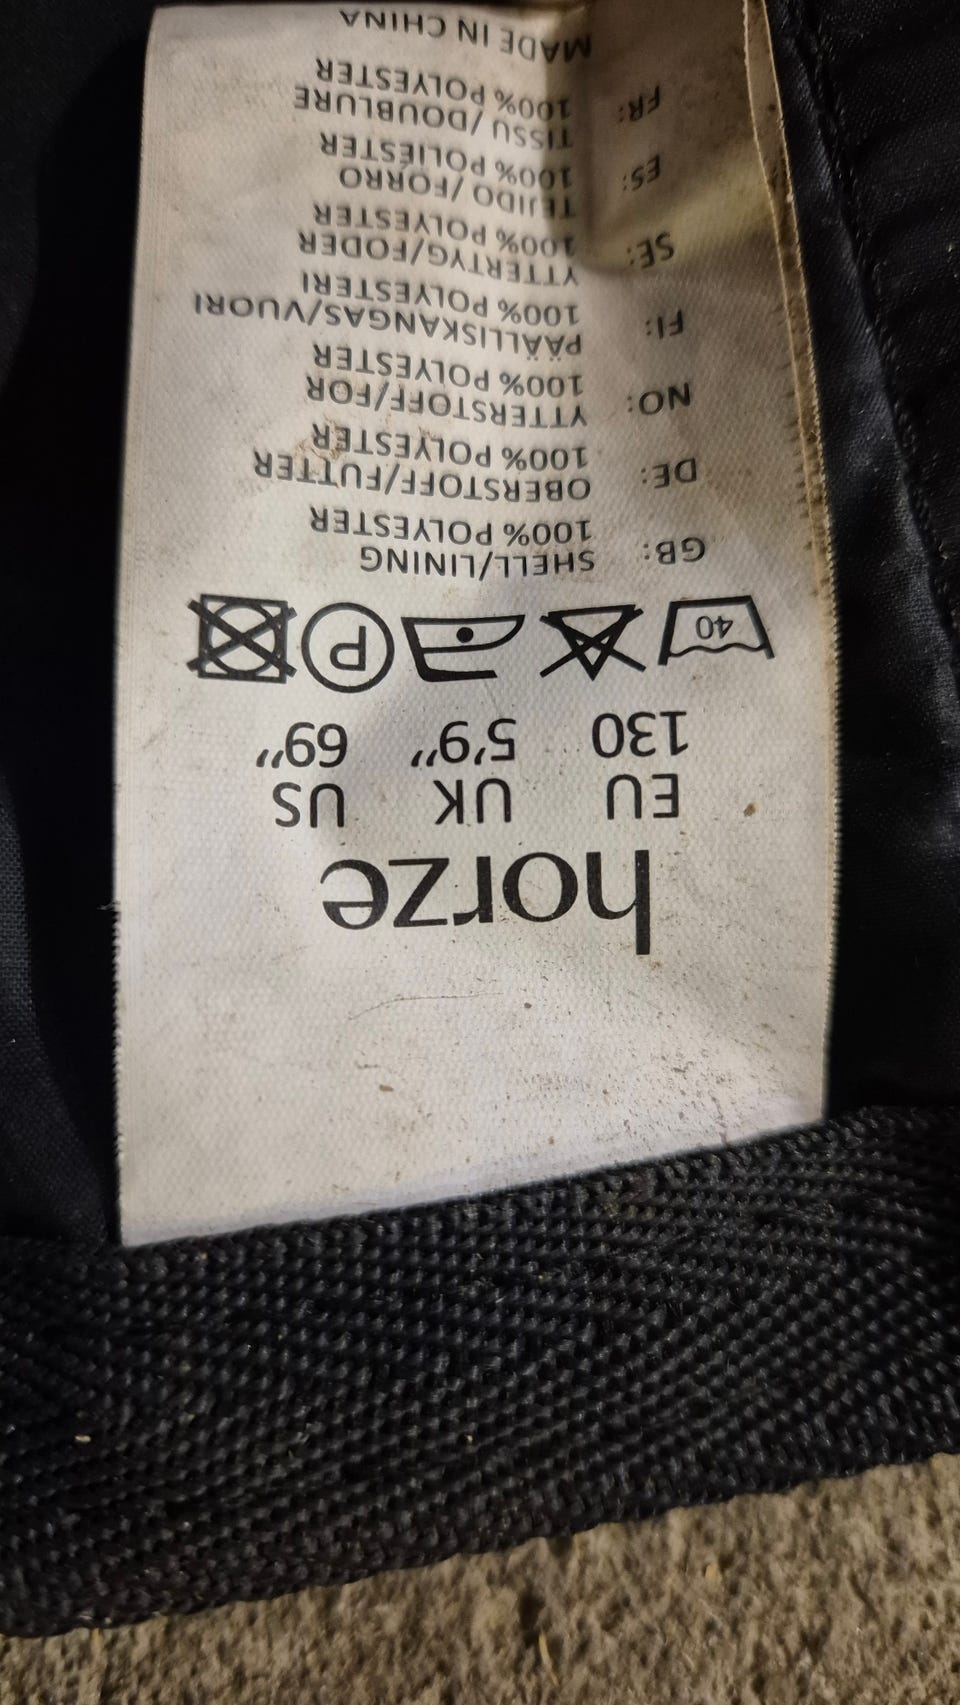 horze
EU UK US
130 5'9" 69"
40 P
GB: SHELL/LINING
100% POLYESTER
DE: OBERSTOFF/FUTTER
100% POLYESTER
NO: YTTERSTOFF/FOR
100% POLYESTER
FI: PÄÄLLISKANGAS/VUORI
100% POLYESTERI
SE: YTTERTYG/FODER
100% POLYESTER
ES: TEJIDO/FORRO
100% POLIÉSTER
FR: TISSU/DOUBLURE
100% POLYESTER
MADE IN CHINA